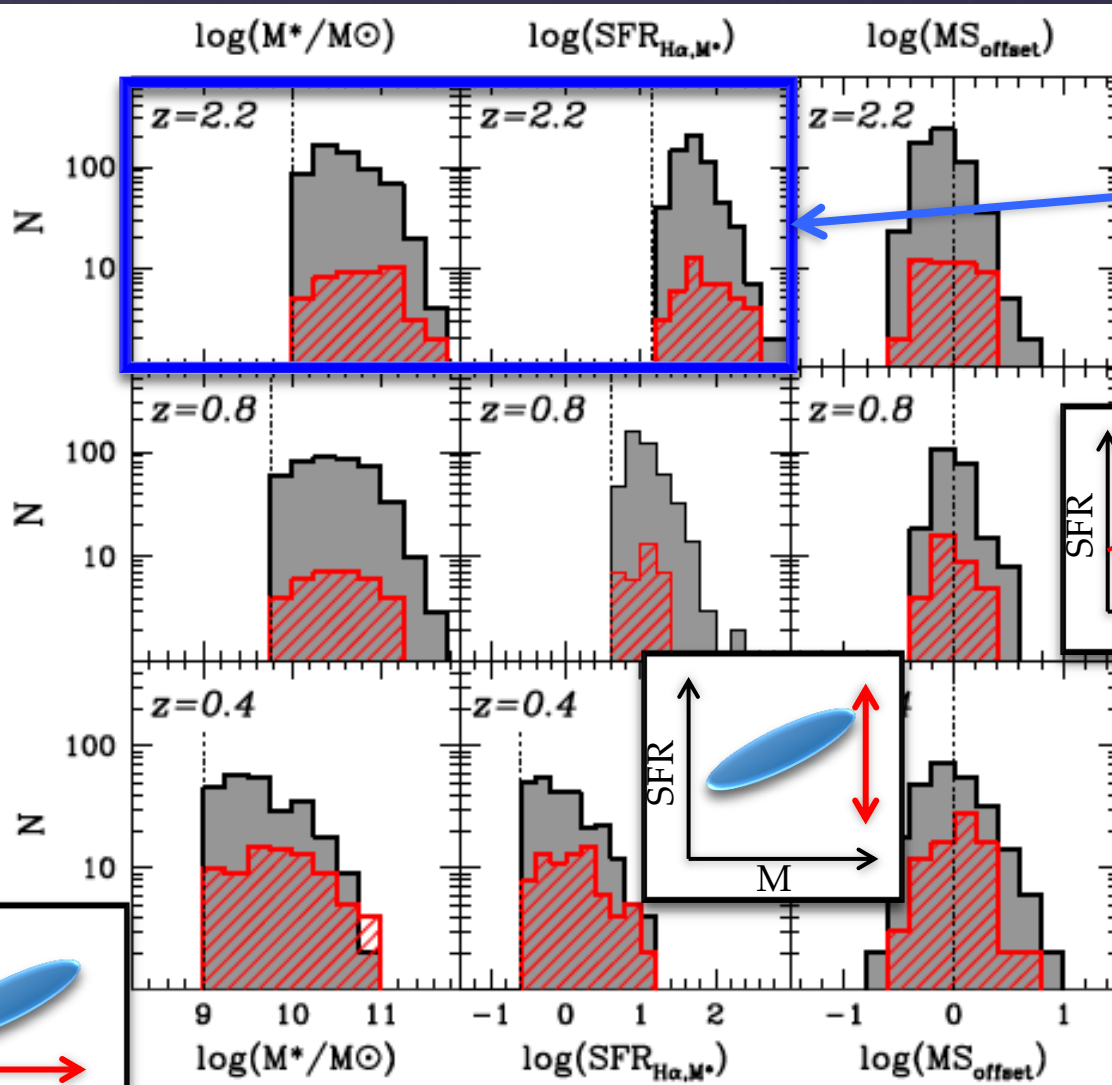 log(M*/M⊙) log(SFR_Hα,M*) log(MS_offset)
z=2.2 z=2.2 z=2.2
100
N
10
z=0.8 z=0.8 z=0.8
100
N
10
SFR
z=0.4 z=0.4 4
100
N
10
SFR
M
9 10 11 −1 0 1 2 −1 0 1
log(M*/M⊙) log(SFR_Hα,M*) log(MS_offset)